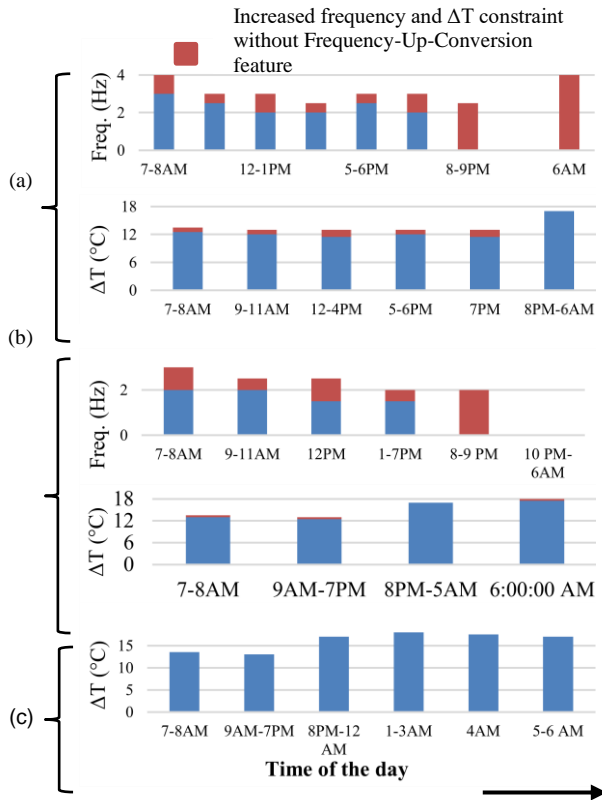 Increased frequency and ΔT constraint
without Frequency-Up-Conversion
feature
(a)
Freq. (Hz)
4
2
0
7-8AM 12-1PM 5-6PM 8-9PM 6AM
ΔT (°C)
18
12
6
0
7-8AM 9-11AM 12-4PM 5-6PM 7PM 8PM-6AM
(b)
Freq. (Hz)
2
0
7-8AM 9-11AM 12PM 1-7PM 8-9 PM 10 PM-
6AM
ΔT (°C)
18
12
6
0
7-8AM 9AM-7PM 8PM-5AM 6:00:00 AM
(c)
ΔT (°C)
15
10
5
0
7-8AM 9AM-7PM 8PM-12 1-3AM 4AM 5-6 AM
AM
Time of the day